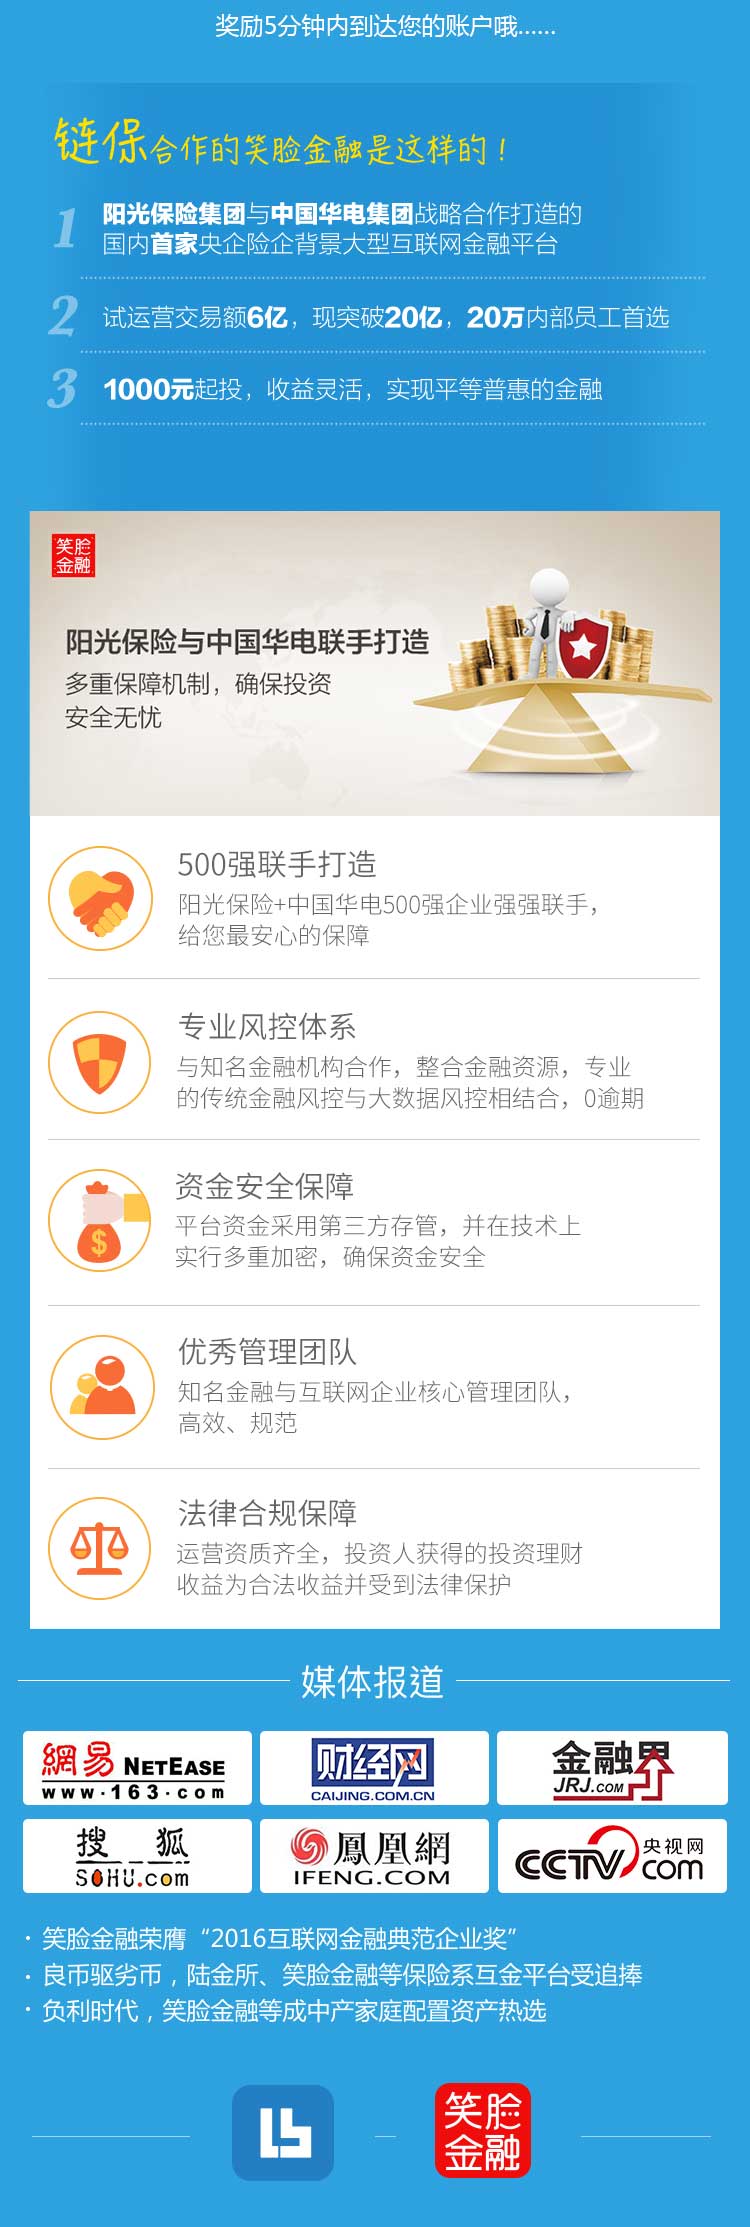 奖励5分钟内到达您的账户哦......
链保合作的笑脸金融是这样的！
1
阳光保险集团与中国华电集团战略合作打造的
国内首家央企险企背景大型互联网金融平台
2
试运营交易额6亿，现突破20亿，20万内部员工首选
3
1000元起投，收益灵活，实现平等普惠的金融
笑脸
金融
阳光保险与中国华电联手打造
多重保障机制，确保投资
安全无忧
500强联手打造
阳光保险+中国华电500强企业强强联手，
给您最安心的保障
专业风控体系
与知名金融机构合作，整合金融资源，专业
的传统金融风控与大数据风控相结合，0逾期
$
资金安全保障
平台资金采用第三方存管，并在技术上
实行多重加密，确保资金安全
优秀管理团队
知名金融与互联网企业核心管理团队，
高效、规范
法律合规保障
运营资质齐全，投资人获得的投资理财
收益为合法收益并受到法律保护
媒体报道
網易 NETEASE
www.163.com
财经网
CAIJING.COM.CN
金融界
JRJ.COM
搜狐
SOHU.com
鳳凰網
IFENG.COM
CCTV 央视网
com
· 笑脸金融荣膺“2016互联网金融典范企业奖”
· 良币驱劣币，陆金所、笑脸金融等保险系互金平台受追捧
· 负利时代，笑脸金融等成中产家庭配置资产热选
笑脸
金融